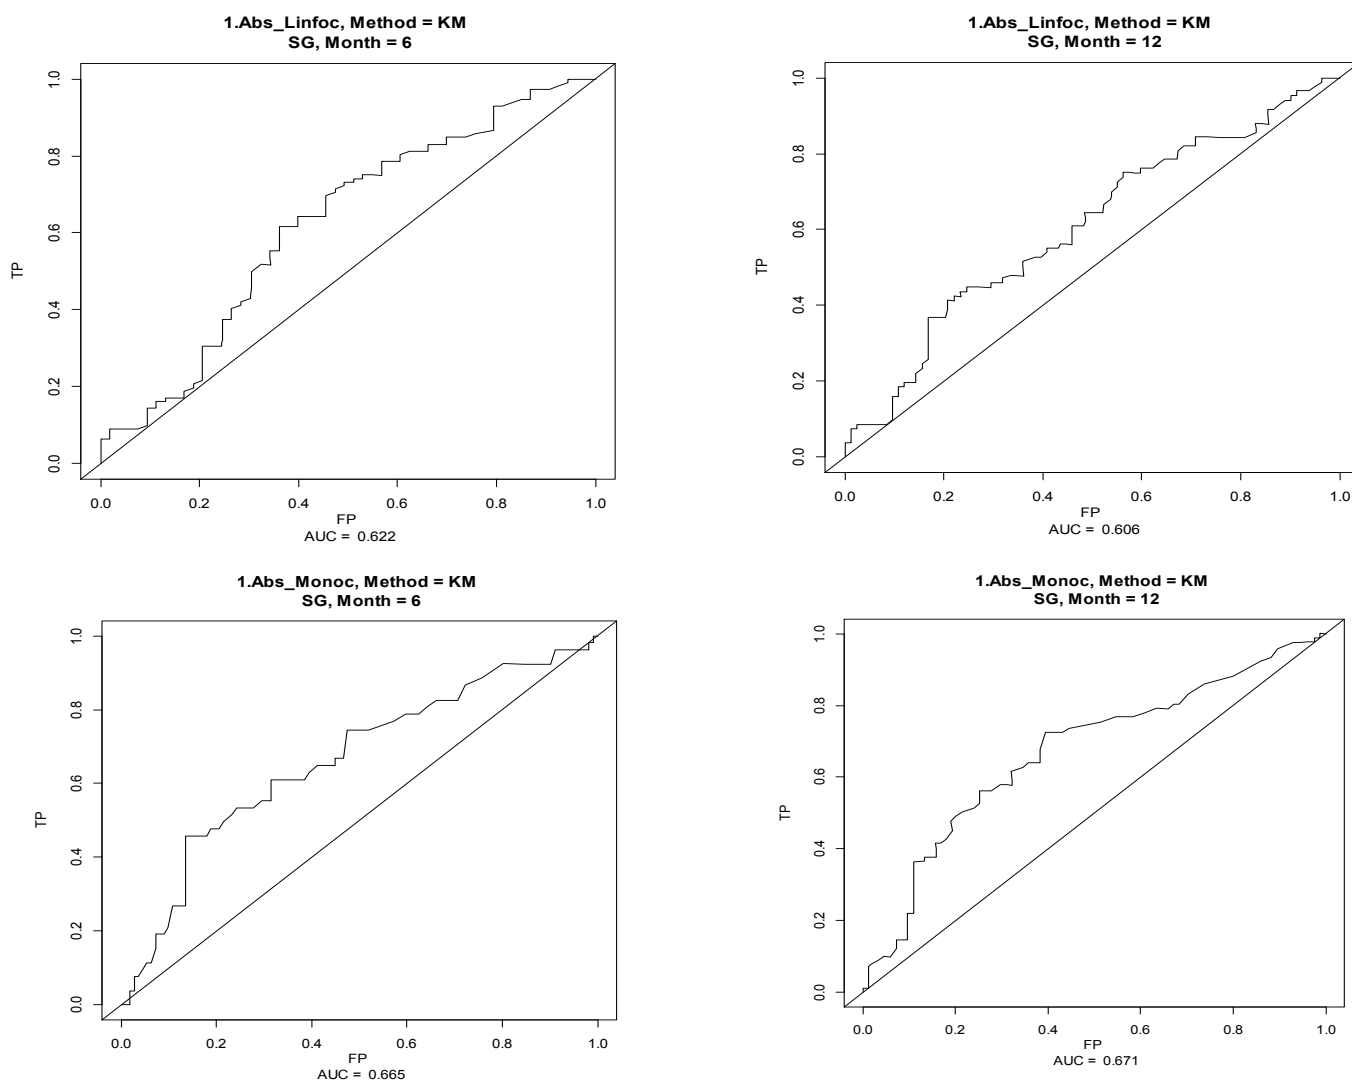 1.Abs_Linfoc, Method = KM
SG, Month = 6
1.0
0.8
0.6
0.4
0.2
0.0
TP
0.0 0.2 0.4 0.6 0.8 1.0
FP
AUC = 0.622
1.Abs_Linfoc, Method = KM
SG, Month = 12
1.0
0.8
0.6
0.4
0.2
0.0
TP
0.0 0.2 0.4 0.6 0.8 1.0
FP
AUC = 0.606
1.Abs_Monoc, Method = KM
SG, Month = 6
1.0
0.8
0.6
0.4
0.2
0.0
TP
0.0 0.2 0.4 0.6 0.8 1.0
FP
AUC = 0.665
1.Abs_Monoc, Method = KM
SG, Month = 12
1.0
0.8
0.6
0.4
0.2
0.0
TP
0.0 0.2 0.4 0.6 0.8 1.0
FP
AUC = 0.671